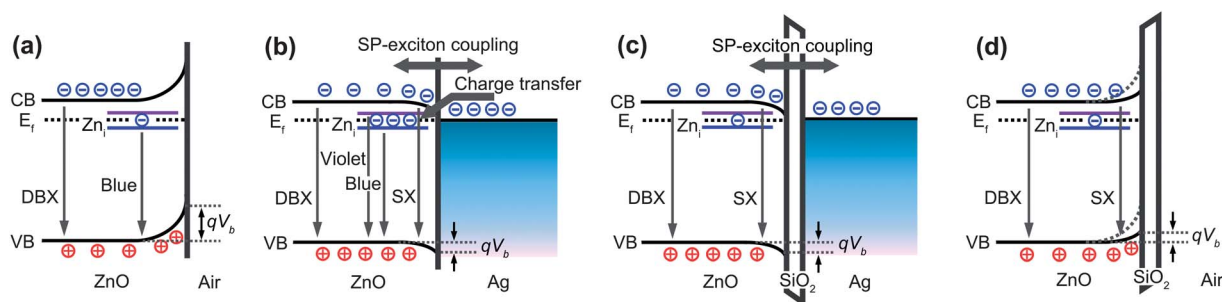 (a)
CB
E_f
Zn_i
DBX
Blue
qV_b
VB
ZnO
Air
(b)
SP-exciton coupling
Charge transfer
CB
E_f
Zn_i
Violet
Blue
DBX
SX
VB
qV_b
ZnO
Ag
(c)
SP-exciton coupling
CB
E_f
Zn_i
DBX
SX
VB
qV_b
ZnO
SiO_2
Ag
(d)
CB
E_f
Zn_i
DBX
SX
VB
qV_b
ZnO
SiO_2
Air